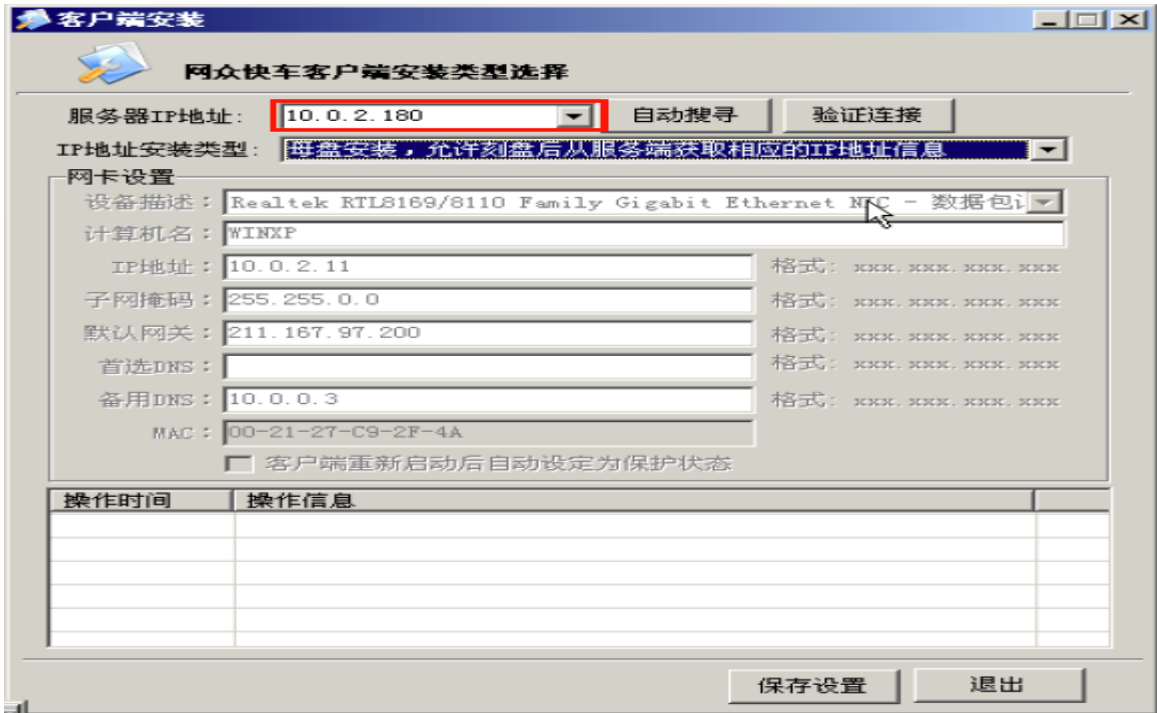 客户端安装
网众快车客户端安装类型选择
服务器IP地址: 10.0.2.180 自动搜寻 验证连接
IP地址安装类型: 母盘安装，允许刻盘后从服务端获取相应的IP地址信息
网卡设置
设备描述: Realtek RTL8169/8110 Family Gigabit Ethernet NIC - 数据包
计算机名: WINXP
IP地址: 10.0.2.11 格式: xxx.xxx.xxx.xxx
子网掩码: 255.255.0.0 格式: xxx.xxx.xxx.xxx
默认网关: 211.167.97.200 格式: xxx.xxx.xxx.xxx
首选DNS: 格式: xxx.xxx.xxx.xxx
备用DNS: 10.0.0.3 格式: xxx.xxx.xxx.xxx
MAC: 00-21-27-C9-2F-4A
客户端重新启动后自动设定为保护状态
操作时间 操作信息
保存设置 退出